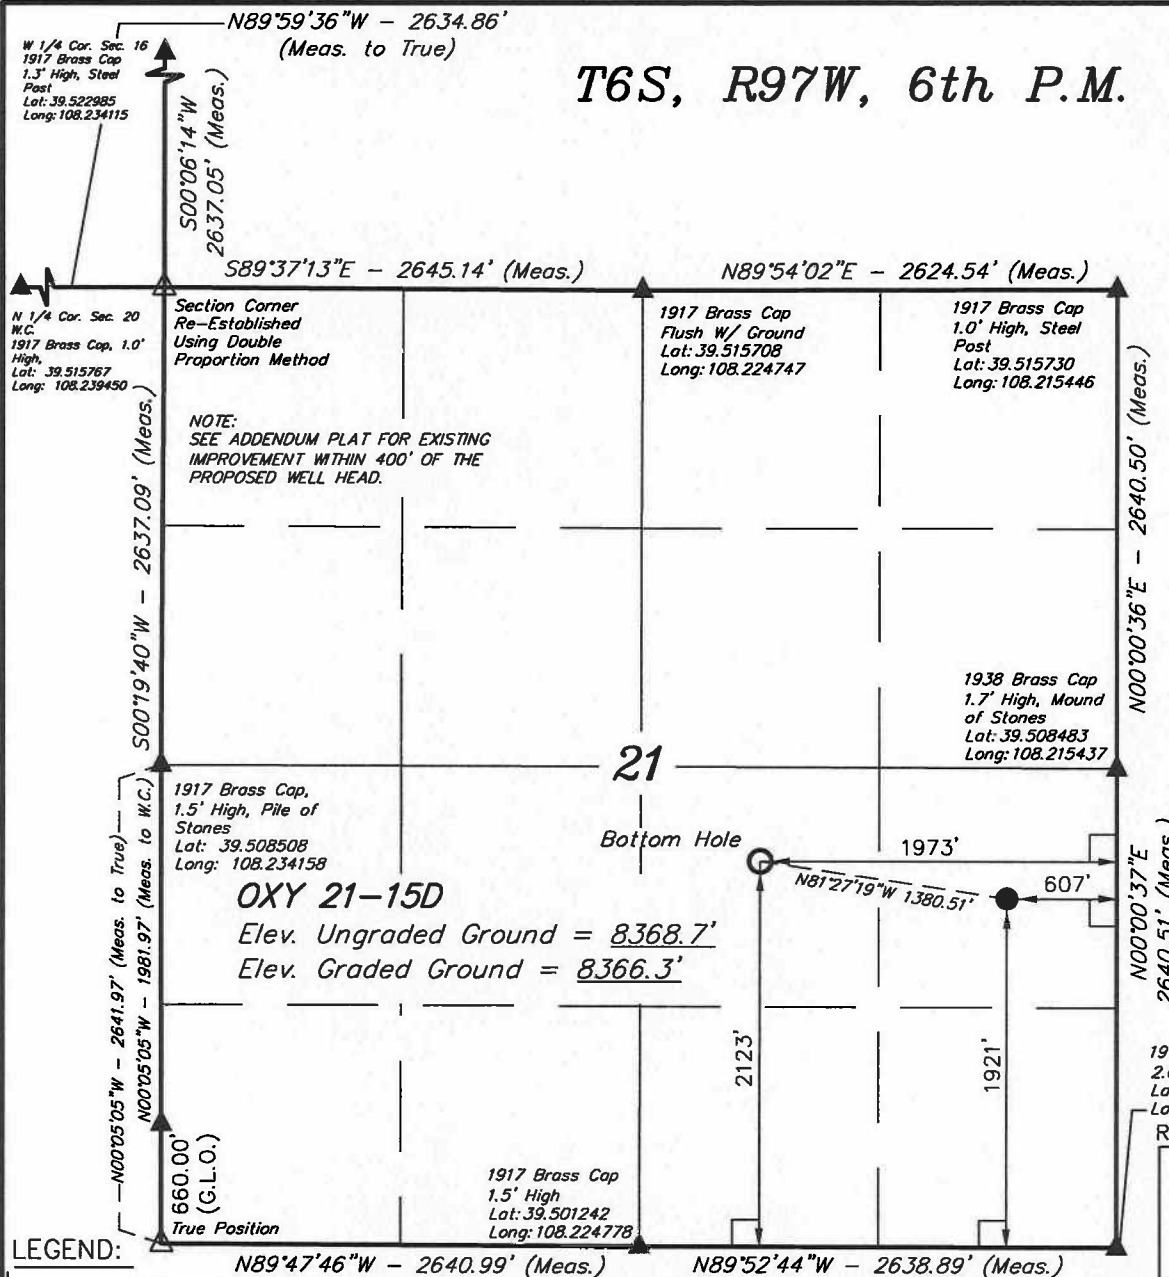 N89°59'36"W - 2634.86'
(Meas. to True)
W 1/4 Cor. Sec. 16
1917 Brass Cap
1.3' High, Steel
Post
Lat: 39.522985
Long: 108.234115
T6S, R97W, 6th P.M.
S00°06'14"W
2637.05' (Meas.)
S89°37'13"E - 2645.14' (Meas.)
N89°54'02"E - 2624.54' (Meas.)
N 1/4 Cor. Sec. 20
W.C.
1917 Brass Cap, 1.0'
High,
Lat: 39.515767
Long: 108.239450
Section Corner
Re-Established
Using Double
Proportion Method
1917 Brass Cap
Flush W/ Ground
Lat: 39.515708
Long: 108.224747
1917 Brass Cap
1.0' High, Steel
Post
Lat: 39.515730
Long: 108.215446
NOTE:
SEE ADDENDUM PLAT FOR EXISTING
IMPROVEMENT WITHIN 400' OF THE
PROPOSED WELL HEAD.
S00°19'40"W - 2637.09' (Meas.)
N00°00'36"E - 2640.50' (Meas.)
1938 Brass Cap
1.7' High, Mound
of Stones
Lat: 39.508483
Long: 108.215437
21
1917 Brass Cap,
1.5' High, Pile of
Stones
Lat: 39.508508
Long: 108.234158
Bottom Hole
1973'
N81°27'19"W 1380.51'
607'
OXY 21-15D
Elev. Ungraded Ground = 8368.7'
Elev. Graded Ground = 8366.3'
N00°05'05"W - 2641.97' (Meas. to True)
N00°05'05"W - 1981.97' (Meas. to W.C.)
N00°00'37"E
2640.51' (Meas.)
2123'
1921'
660.00'
(G.L.O.)
True Position
1917 Brass Cap
1.5' High
Lat: 39.501242
Long: 108.224778
19
2.
La
Lo
R
LEGEND:
N89°47'46"W - 2640.99' (Meas.)
N89°52'44"W - 2638.89' (Meas.)